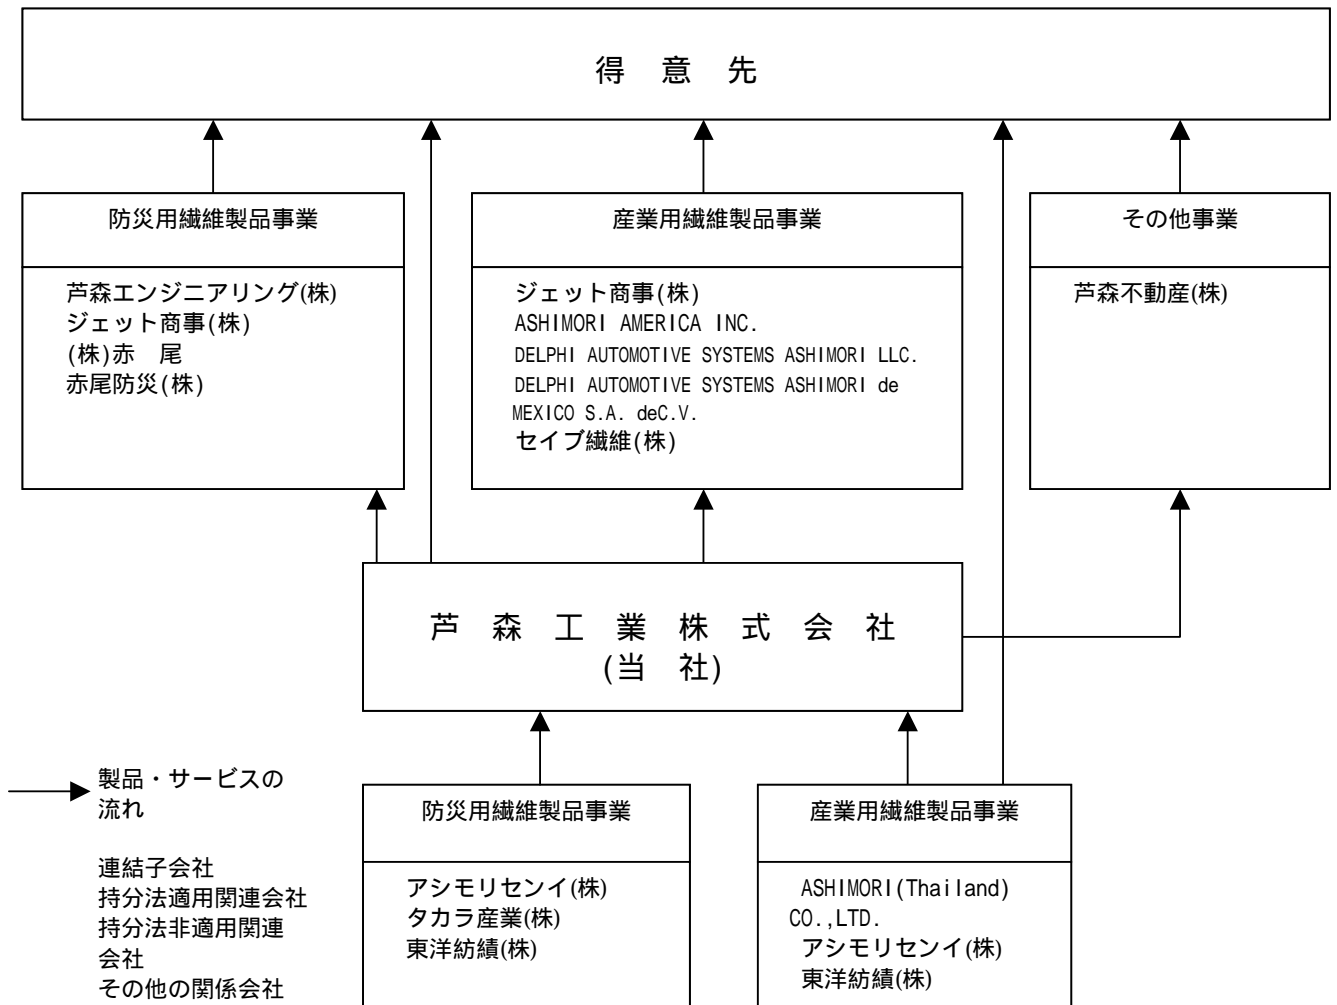 得 意 先
防災用繊維製品事業
芦森エンジニアリング(株)
ジェット商事(株)
(株)赤 尾
赤尾防災(株)
産業用繊維製品事業
ジェット商事(株)
ASHIMORI AMERICA INC.
DELPHI AUTOMOTIVE SYSTEMS ASHIMORI LLC.
DELPHI AUTOMOTIVE SYSTEMS ASHIMORI de
MEXICO S.A. deC.V.
セイブ繊維(株)
その他事業
芦森不動産(株)
芦 森 工 業 株 式 会 社
(当 社)
製品・サービスの
流れ
連結子会社
持分法適用関連会社
持分法非適用関連
会社
その他の関係会社
防災用繊維製品事業
アシモリセンイ(株)
タカラ産業(株)
東洋紡績(株)
産業用繊維製品事業
ASHIMORI(Thailand)
CO.,LTD.
アシモリセンイ(株)
東洋紡績(株)